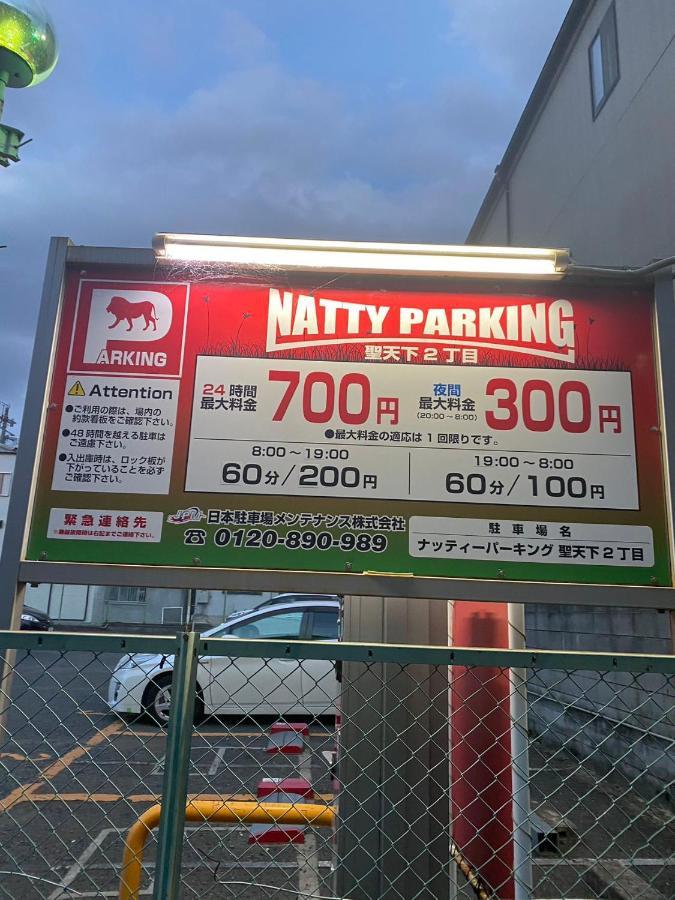 NATTY PARKING
聖天下2丁目
PARKING
⚠Attention
●ご利用の際は、場内の
約款看板をご確認下さい。
●48時間を越える駐車は
ご遠慮下さい。
●入出庫時は、ロック板が
下がっていることを必ず
ご確認下さい。
24時間
最大料金
700円
夜間
最大料金
(20:00~8:00)
300円
●最大料金の適応は1回限りです。
8:00~19:00
60分/200円
19:00~8:00
60分/100円
緊急連絡先
日本駐車場メンテナンス株式会社
☎0120-890-989
駐車場名
ナッティーパーキング 聖天下2丁目